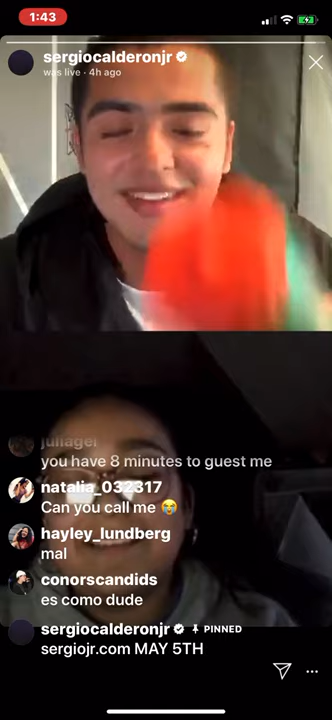 1:43
sergiocalderonjr
was live · 4h ago
juliagei
you have 8 minutes to guest me
natalia_032317
Can you call me 😭
hayley_lundberg
mal
conorscandids
es como dude
sergiocalderonjr PINNED
sergiojr.com MAY 5TH